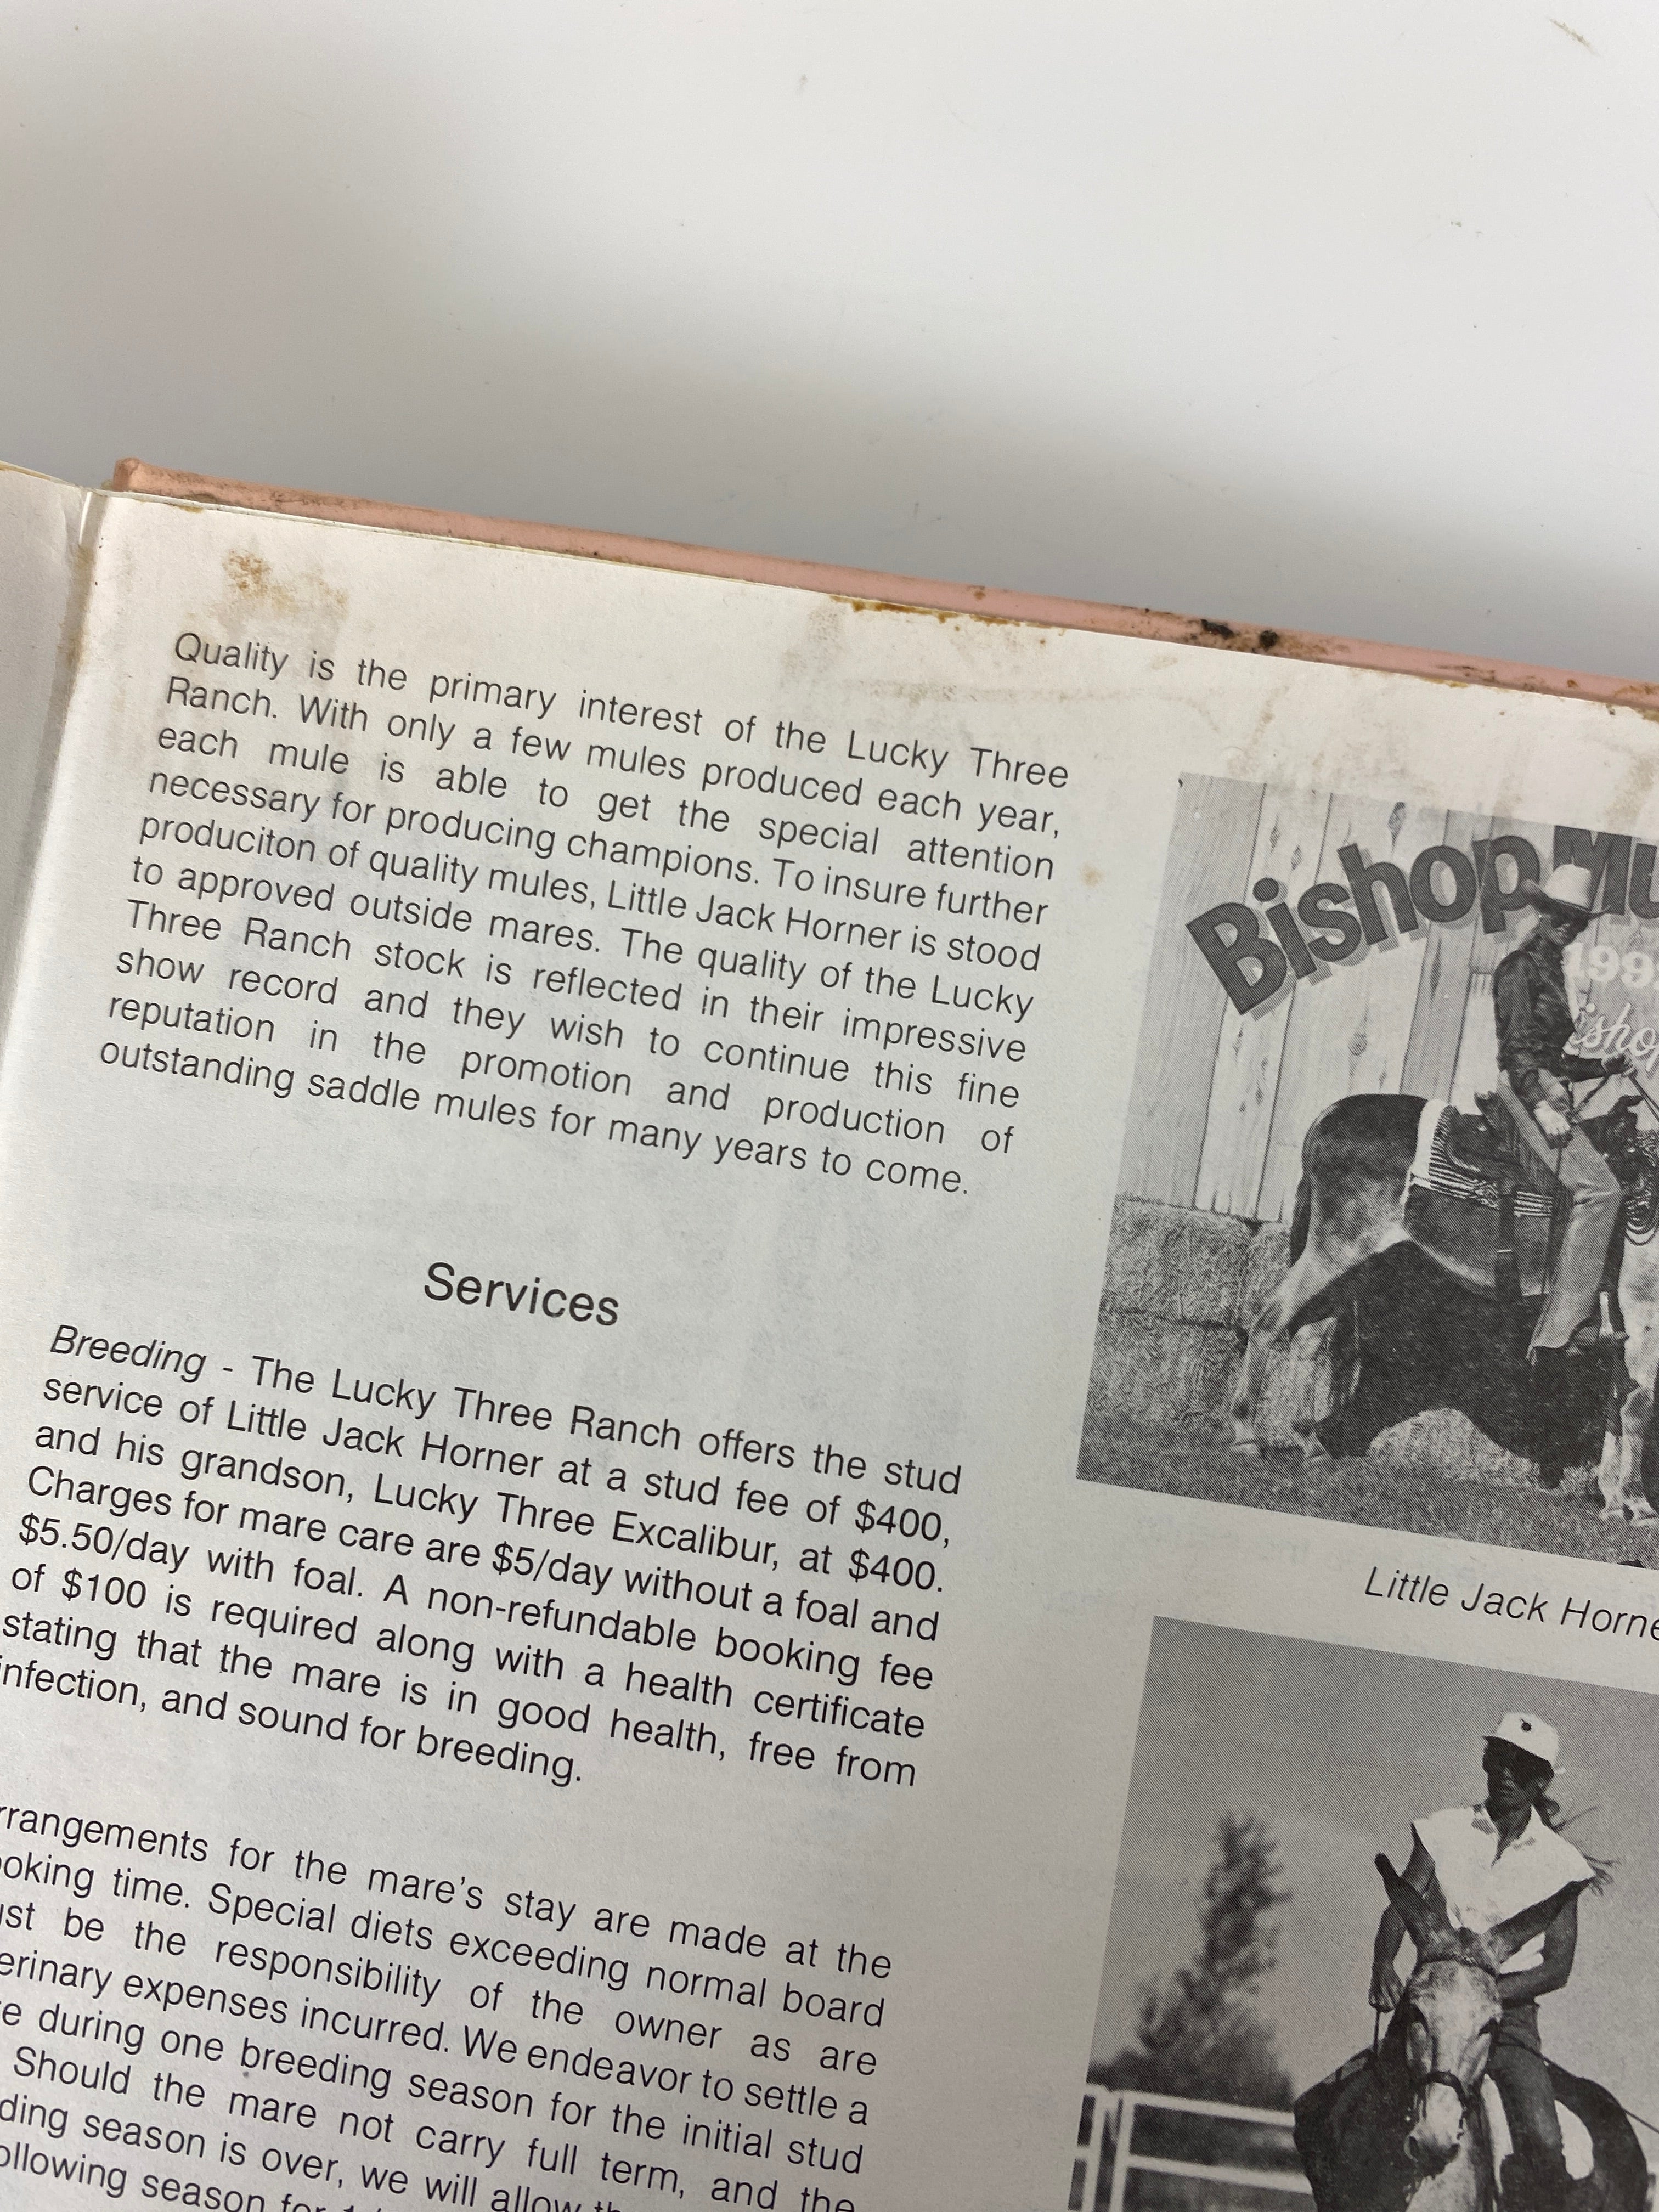 Quality is the primary interest of the Lucky Three
Ranch. With only a few mules produced each year,
each mule is able to get the special attention
necessary for producing champions. To insure further
produciton of quality mules, Little Jack Horner is stood
to approved outside mares. The quality of the Lucky
Three Ranch stock is reflected in their impressive
show record and they wish to continue this fine
reputation in the promotion and production of
outstanding saddle mules for many years to come.
Services
Breeding - The Lucky Three Ranch offers the stud
service of Little Jack Horner at a stud fee of $400,
and his grandson, Lucky Three Excalibur, at $400.
Charges for mare care are $5/day without a foal and
$5.50/day with foal. A non-refundable booking fee
of $100 is required along with a health certificate
stating that the mare is in good health, free from
infection, and sound for breeding.
rrangements for the mare's stay are made at the
ooking time. Special diets exceeding normal board
ust be the responsibility of the owner as are
erinary expenses incurred. We endeavor to settle a
e during one breeding season for the initial stud
Should the mare not carry full term, and the
ding season is over, we will allow
ollowing season for
Bishop Mu
199
isho
Little Jack Horne